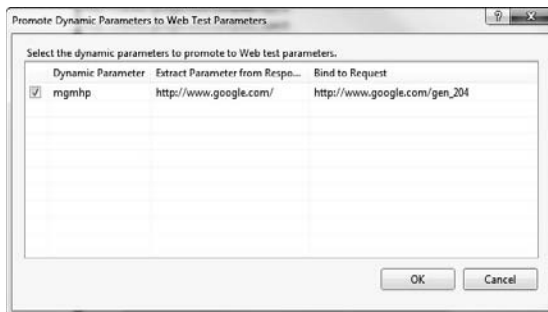 Promote Dynamic Parameters to Web Test Parameters
Select the dynamic parameters to promote to Web test parameters.
Dynamic Parameter Extract Parameter from Respo... Bind to Request
mgmhp http://www.google.com/ http://www.google.com/gen_204
OK Cancel